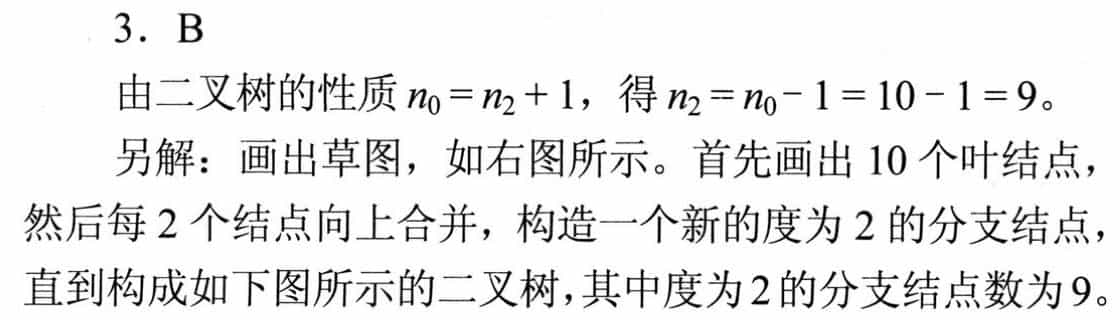 3. B
由二叉树的性质 n₀ = n₂ + 1，得 n₂ = n₀ - 1 = 10 - 1 = 9。
另解：画出草图，如右图所示。首先画出 10 个叶结点，
然后每 2 个结点向上合并，构造一个新的度为 2 的分支结点，
直到构成如下图所示的二叉树，其中度为 2 的分支结点数为 9。